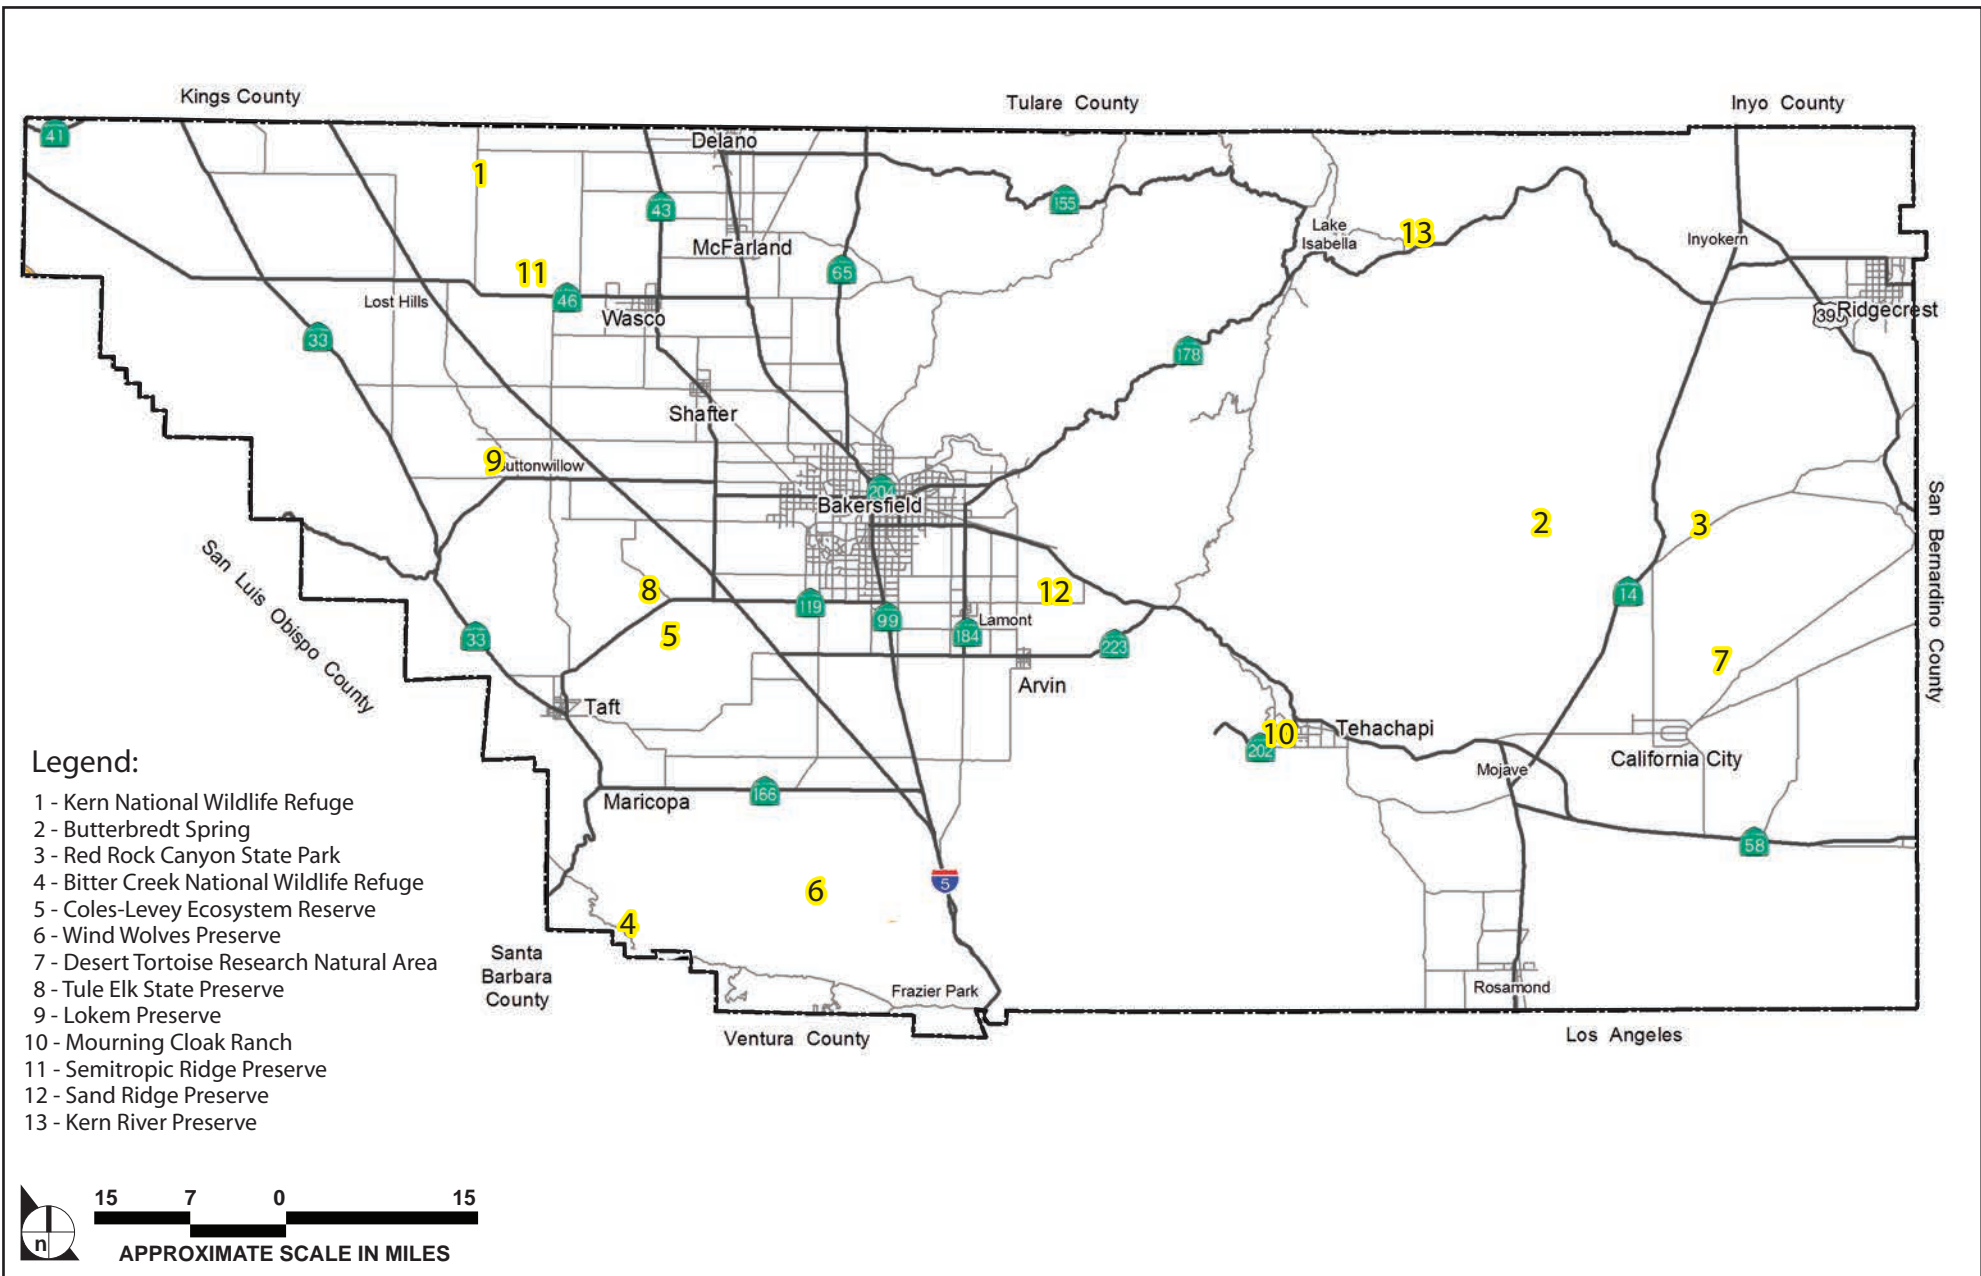 Kings County
Tulare County
Inyo County
41
Delano
1
43
155
McFarland
Lake
Isabella
13
Inyokern
11
65
46
Lost Hills
Wasco
395
Ridgecrest
33
178
Shafter
9
uttonwillow
204
Bakersfield
2
3
San Bernardino County
San Luis Obispo County
8
12
14
119
99
Lamont
5
33
184
223
7
Arvin
Taft
10
Tehachapi
202
California City
Mojave
Maricopa
166
58
5
6
4
Santa
Barbara
County
Frazier Park
Rosamond
Ventura County
Los Angeles
Legend:
1 - Kern National Wildlife Refuge
2 - Butterbredt Spring
3 - Red Rock Canyon State Park
4 - Bitter Creek National Wildlife Refuge
5 - Coles-Levey Ecosystem Reserve
6 - Wind Wolves Preserve
7 - Desert Tortoise Research Natural Area
8 - Tule Elk State Preserve
9 - Lokem Preserve
10 - Mourning Cloak Ranch
11 - Semitropic Ridge Preserve
12 - Sand Ridge Preserve
13 - Kern River Preserve
15 7 0 15
n
APPROXIMATE SCALE IN MILES